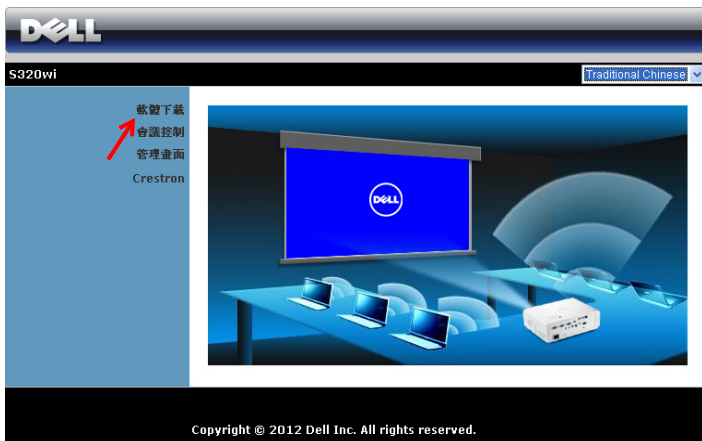 DELL
S320wi
Traditional Chinese
軟體下載
會議控制
管理畫面
Crestron
DELL
Copyright © 2012 Dell Inc. All rights reserved.